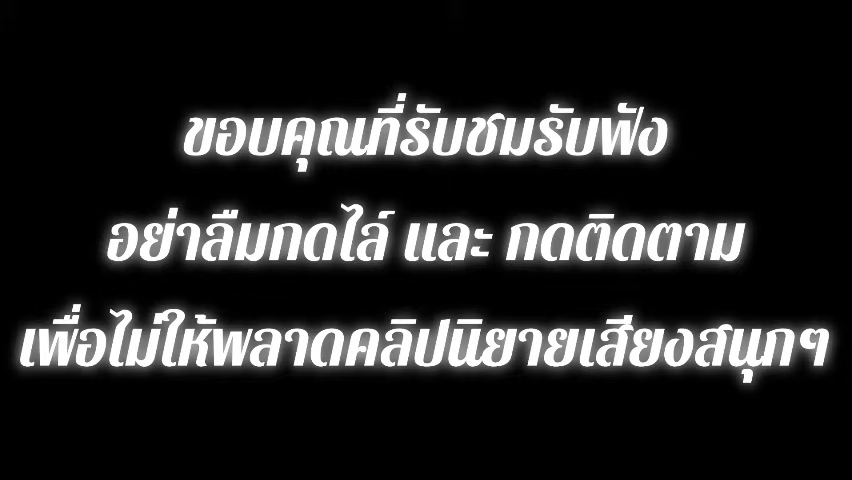 ขอบคุณที่รับชมรับฟัง
อย่าลืมกดไล์ และ กดติดตาม
เพื่อไม่ให้พลาดคลิปนิยายเสียงสนุกๆ